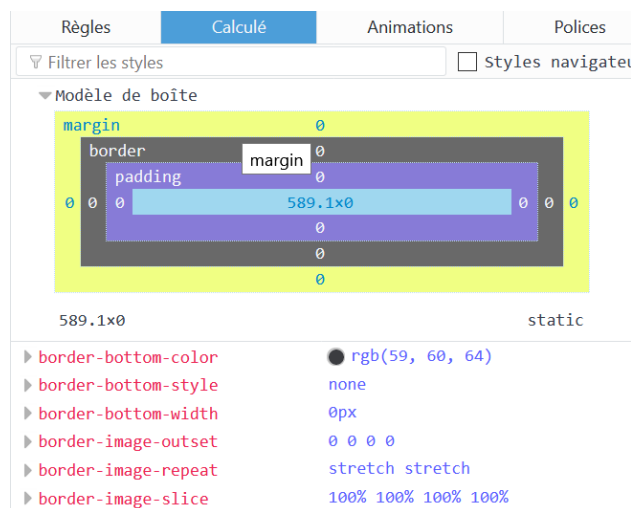 Règles Calculé Animations Polices
Filtrer les styles Styles navigateu
Modèle de boîte
margin 0
border 0
margin
padding 0
0 0 0 589.1×0 0 0 0
0
0
0
589.1×0 static
border-bottom-color rgb(59, 60, 64)
border-bottom-style none
border-bottom-width 0px
border-image-outset 0 0 0 0
border-image-repeat stretch stretch
border-image-slice 100% 100% 100% 100%